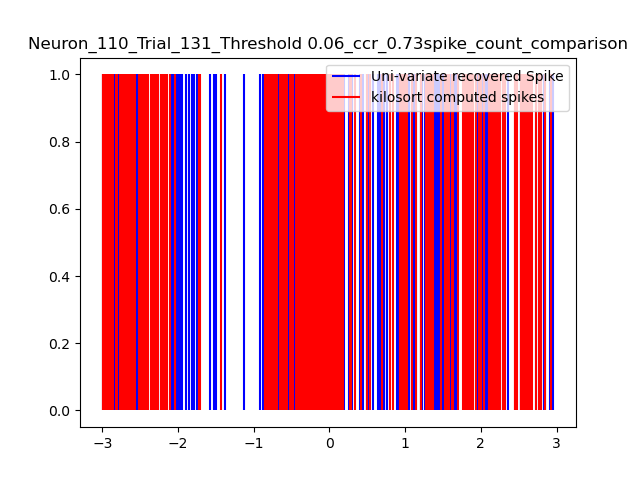 Neuron_110_Trial_131_Threshold 0.06_ccr_0.73spike_count_comparison
Uni-variate recovered Spike
kilosort computed spikes
1.0
0.8
0.6
0.4
0.2
0.0
−3 −2 −1 0 1 2 3